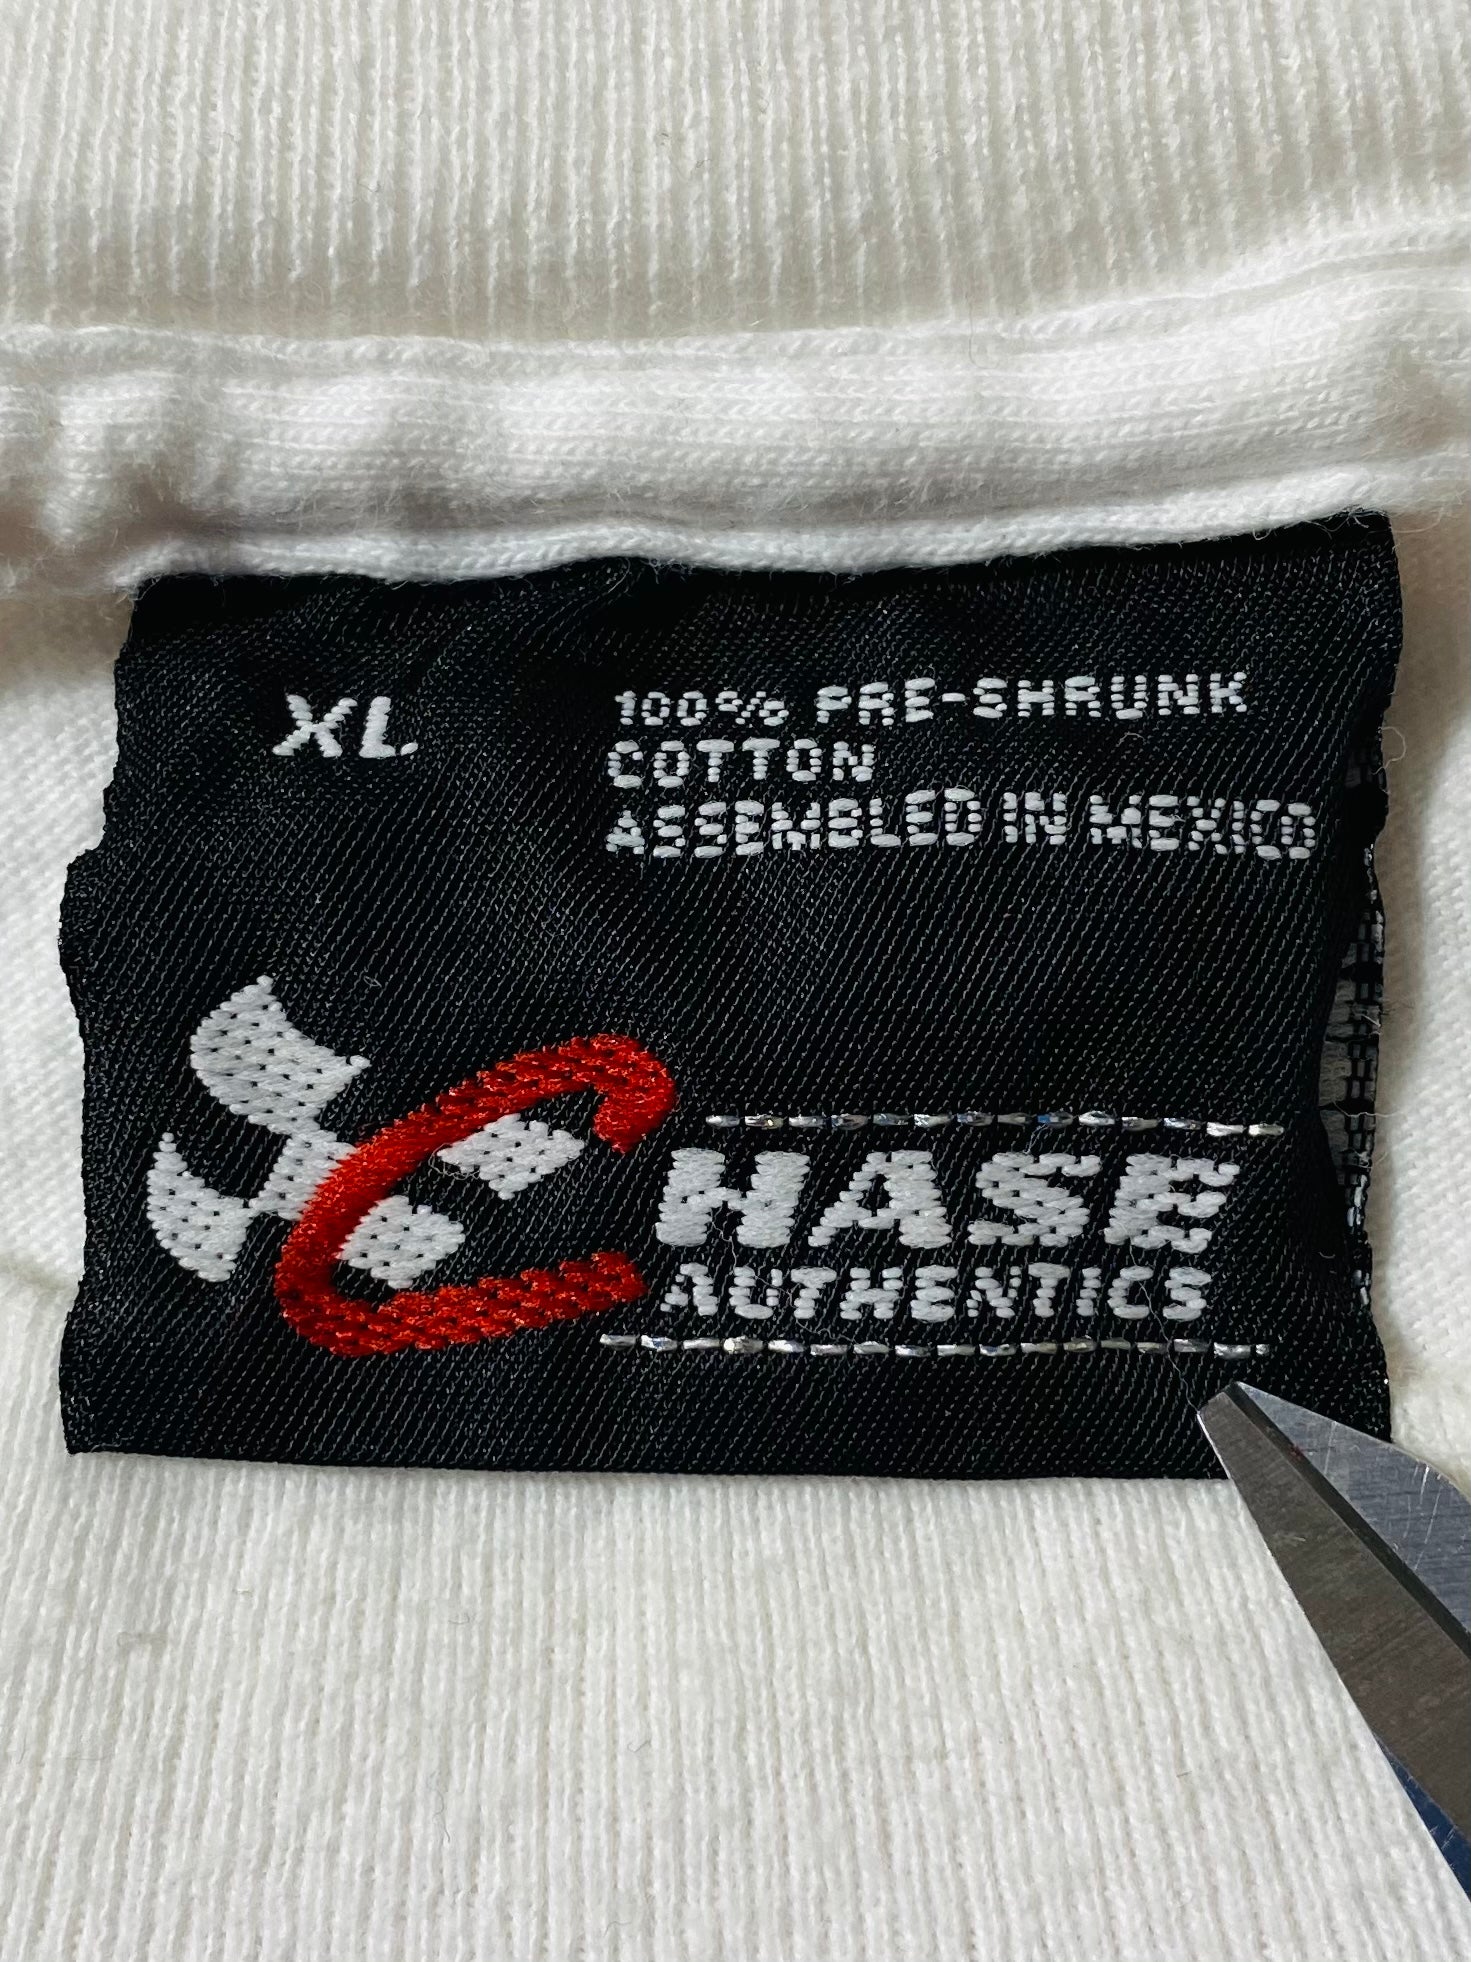 XL
100% PRE-SHRUNK
COTTON
ASSEMBLED IN MEXICO
CHASE
AUTHENTICS